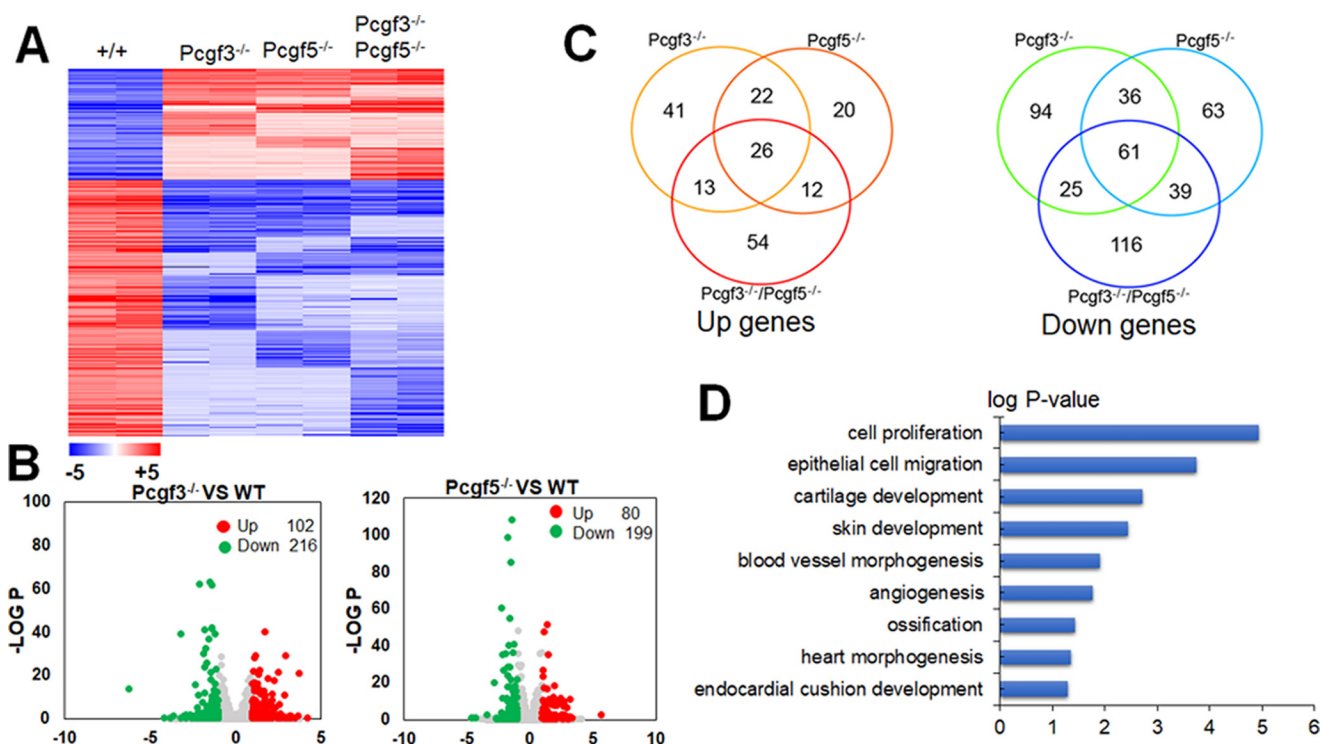 A
+/+
Pcgf3-/-
Pcgf5-/-
Pcgf3-/-
Pcgf5-/-
-5 +5
B
Pcgf3-/- VS WT
-LOG P
100
80
60
40
20
0
-10 -5 0 5
Up 102
Down 216
Pcgf5-/- VS WT
-LOG P
120
100
80
60
40
20
0
-10 -5 0 5 10
Up 80
Down 199
C
Pcgf3-/- Pcgf5-/-
41 22 20
26
13 12
54
Pcgf3-/-/Pcgf5-/-
Up genes
Pcgf3-/- Pcgf5-/-
94 36 63
61
25 39
116
Pcgf3-/-/Pcgf5-/-
Down genes
D
log P-value
cell proliferation
epithelial cell migration
cartilage development
skin development
blood vessel morphogenesis
angiogenesis
ossification
heart morphogenesis
endocardial cushion development
0 1 2 3 4 5 6